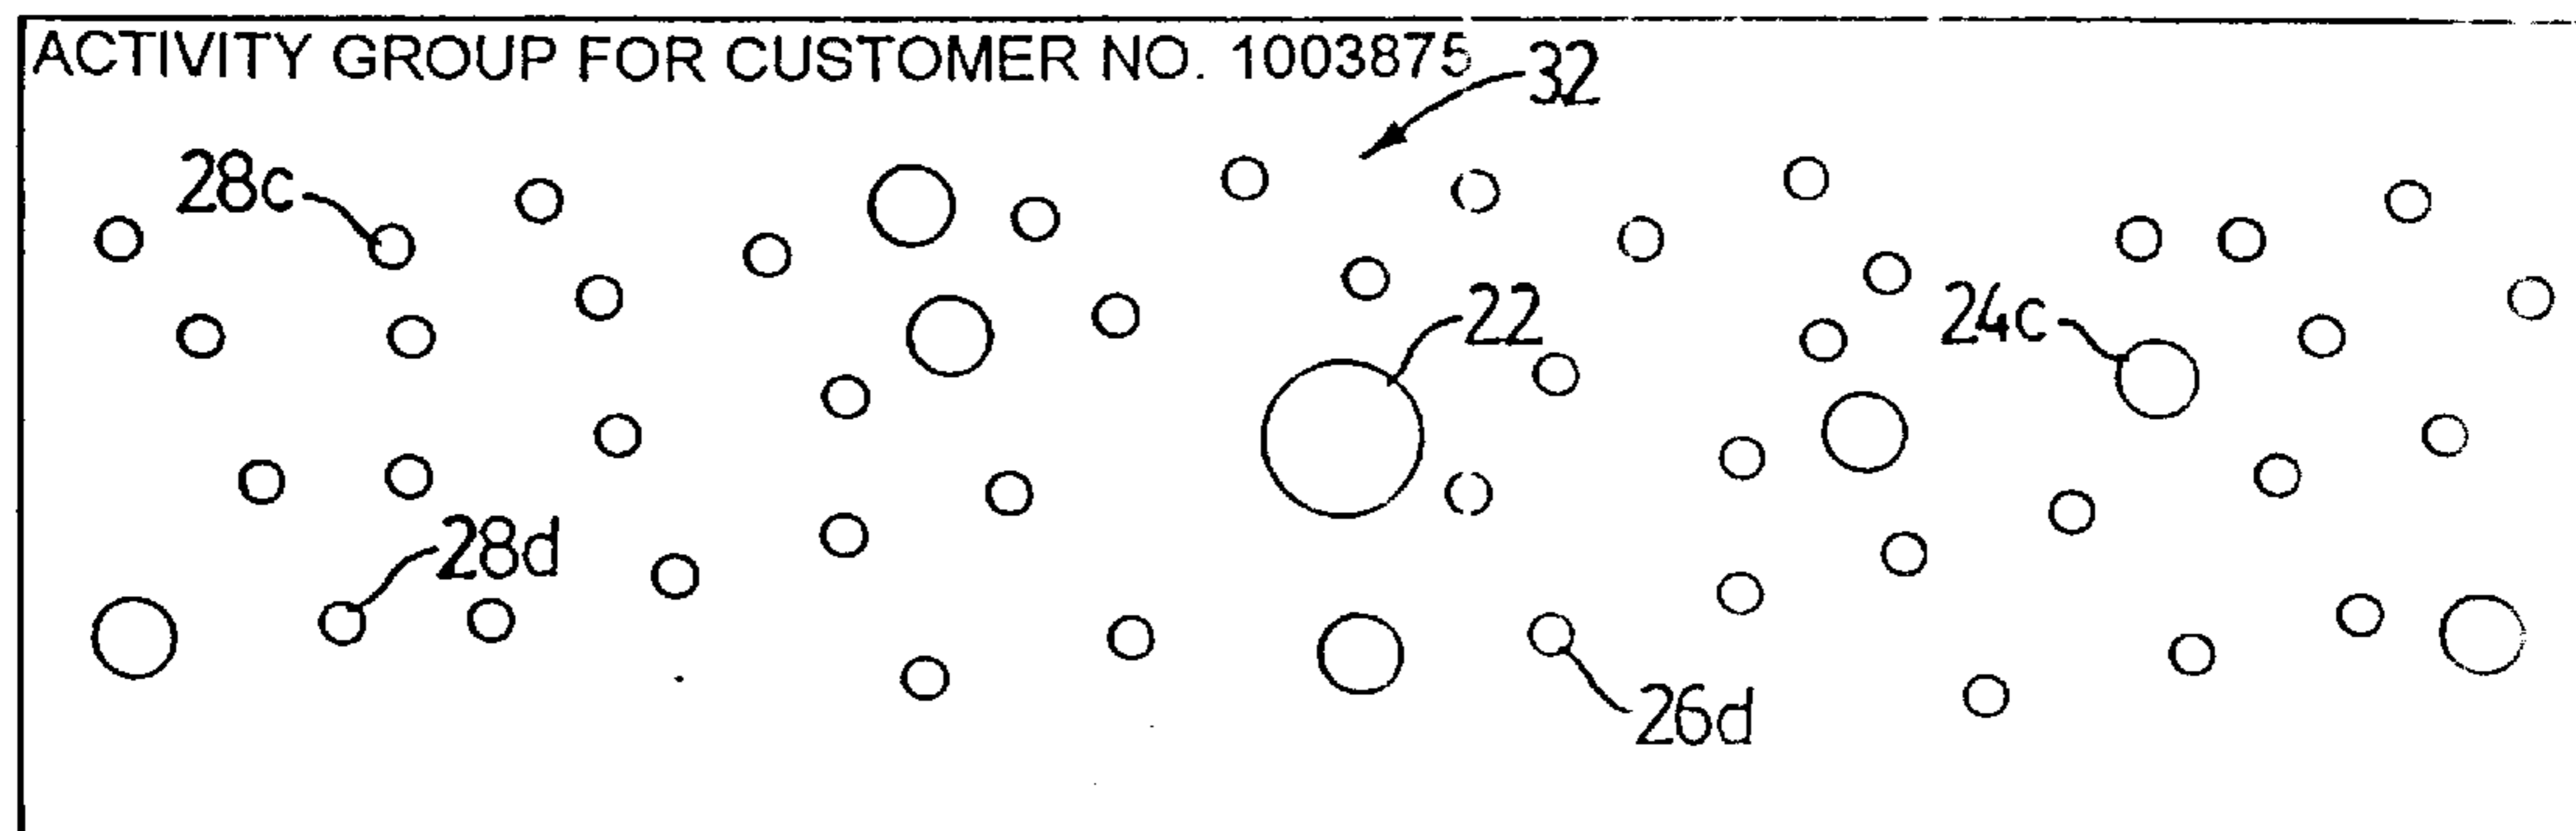 ACTIVITY GROUP FOR CUSTOMER NO. 1003875
32
28c
22
24c
28d
26d